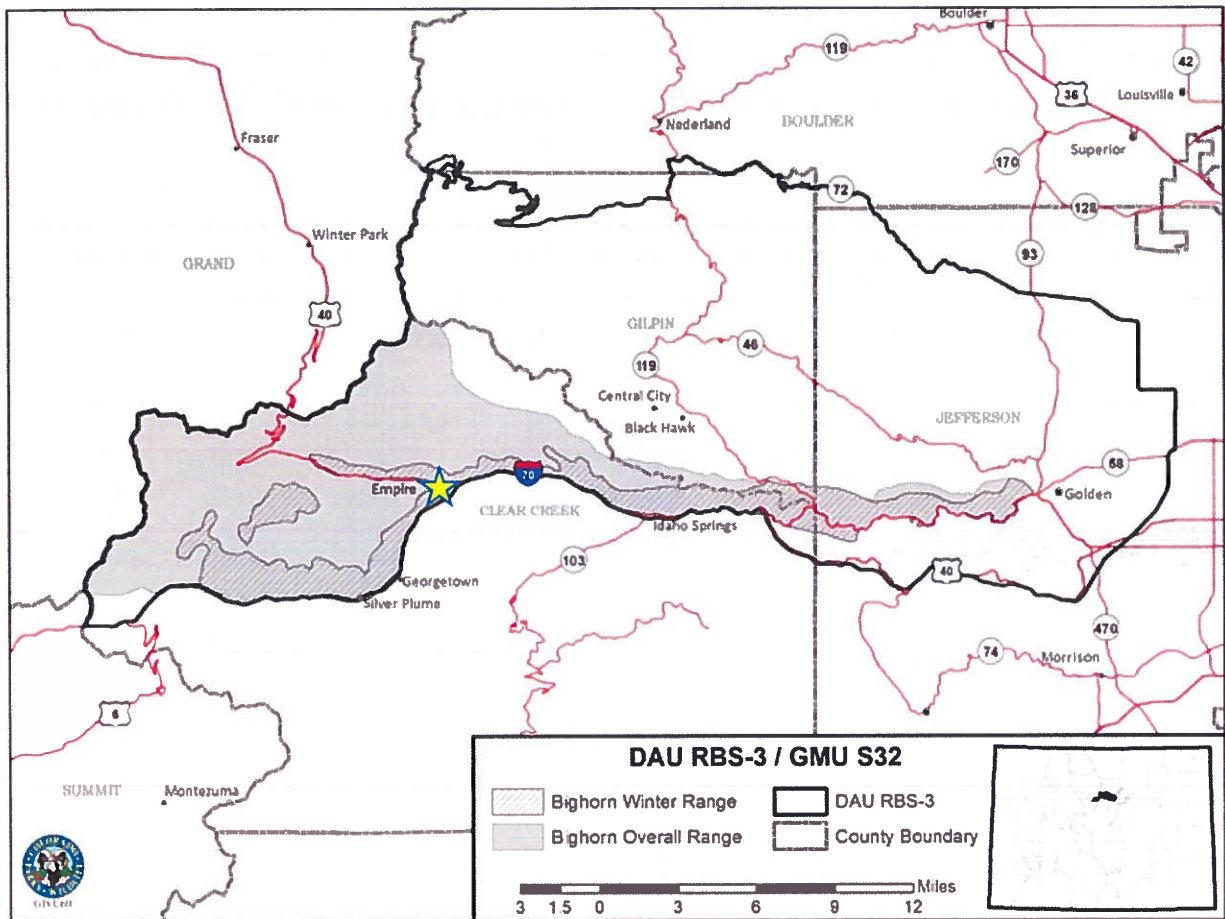 Boulder
119
42
36
Louisville
Nederland
BOULDER
Fraser
170
Superior
72
128
Winter Park
93
GRAND
40
GILPIN
46
119
Central City
JEFFERSON
Black Hawk
58
70
Empire
Golden
CLEAR CREEK
Idaho Springs
103
40
Georgetown
Silver Plume
470
74
Morrison
6
SUMMIT
Montezuma
DAU RBS-3 / GMU S32
Bighorn Winter Range
DAU RBS-3
Bighorn Overall Range
County Boundary
Miles
3 1.5 0 3 6 9 12